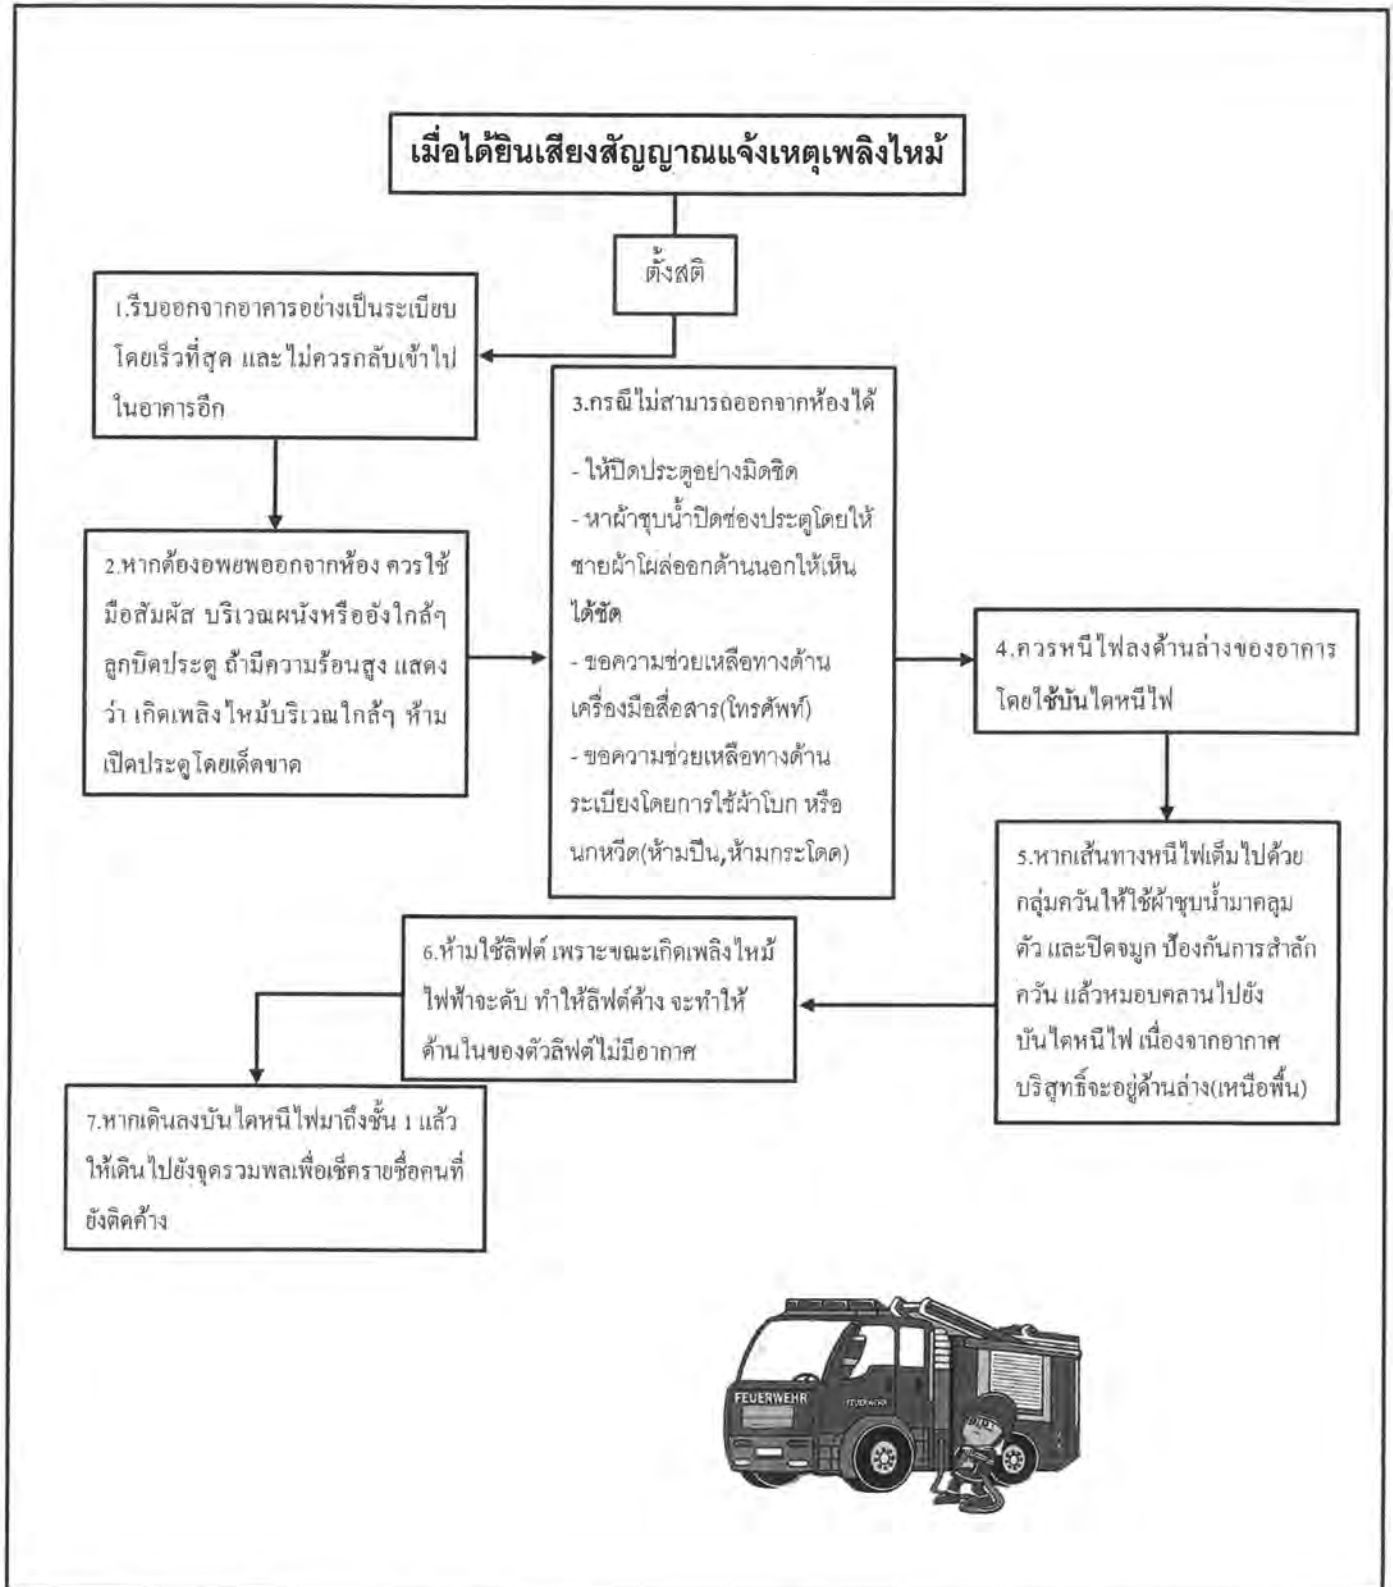 เมื่อได้ยินเสียงสัญญาณแจ้งเหตุเพลิงไหม้
ตั้งสติ
1.รีบออกจากอาคารอย่างเป็นระเบียบ
โดยเร็วที่สุด และไม่ควรกลับเข้าไป
ในอาคารอีก
2.หากต้องอพยพออกจากห้อง ควรใช้
มือสัมผัส บริเวณผนังหรืออังใกล้ๆ
ลูกบิดประตู ถ้ามีความร้อนสูง แสดง
ว่า เกิดเพลิงไหม้บริเวณใกล้ๆ ห้าม
เปิดประตูโดยเด็ดขาด
3.กรณีไม่สามารถออกจากห้องได้
- ให้ปิดประตูอย่างมิดชิด
- หาผ้าชุบน้ำปิดช่องประตูโดยให้
ชายผ้าโผล่ออกด้านนอกให้เห็น
ได้ชัด
- ขอความช่วยเหลือทางด้าน
เครื่องมือสื่อสาร(โทรศัพท์)
- ขอความช่วยเหลือทางด้าน
ระเบียงโดยการใช้ผ้าโบก หรือ
นกหวีด(ห้ามปีน,ห้ามกระโดด)
4.ควรหนีไฟลงด้านล่างของอาคาร
โดยใช้บันไดหนีไฟ
5.หากเส้นทางหนีไฟเต็มไปด้วย
กลุ่มควันให้ใช้ผ้าชุบน้ำมาคลุม
ตัว และปิดจมูก ป้องกันการสำลัก
ควัน แล้วหมอบคลานไปยัง
บันไดหนีไฟ เนื่องจากอากาศ
บริสุทธิ์จะอยู่ด้านล่าง(เหนือพื้น)
6.ห้ามใช้ลิฟต์ เพราะขณะเกิดเพลิงไหม้
ไฟฟ้าจะดับ ทำให้ลิฟต์ค้าง จะทำให้
ด้านในของตัวลิฟต์ไม่มีอากาศ
7.หากเดินลงบันไดหนีไฟมาถึงชั้น 1 แล้ว
ให้เดินไปยังจุดรวมพลเพื่อเช็ครายชื่อคนที่
ยังติดค้าง
FEUERWEHR
FEUERWEHR